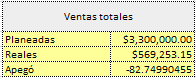 Ventas totales
Planeadas $3,300,000.00
Reales $569,253.15
Apegó -82.74990455